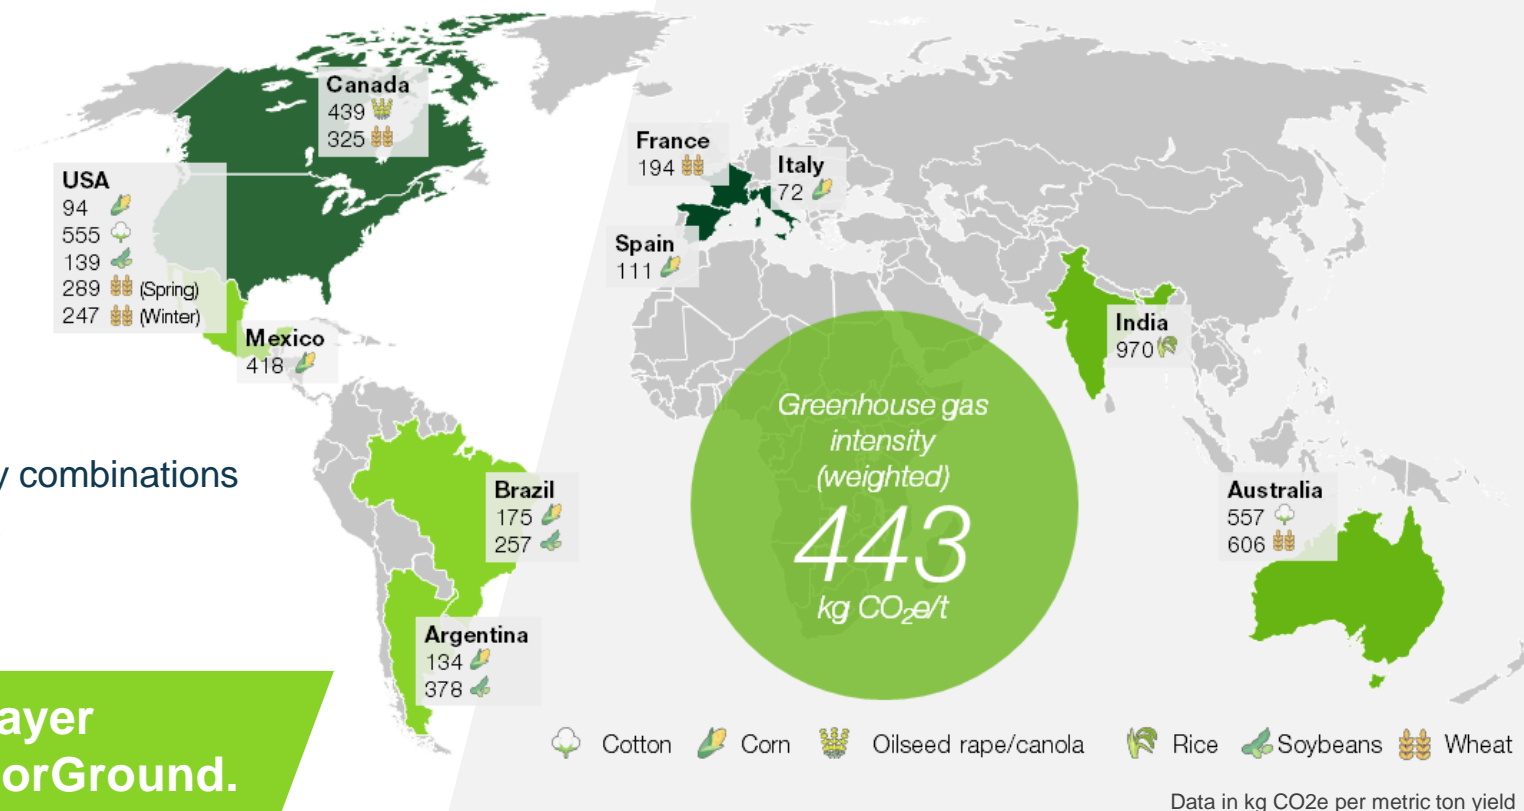 Canada
439
325
USA
94
555
139
289 (Spring)
247 (Winter)
Mexico
418
France
194
Italy
72
Spain
111
India
970
combinations
Brazil
175
257
Argentina
134
378
Greenhouse gas
intensity
(weighted)
443
kg CO₂e/t
Australia
557
606
ayer
orGround.
Cotton Corn Oilseed rape/canola Rice Soybeans Wheat
Data in kg CO2e per metric ton yield